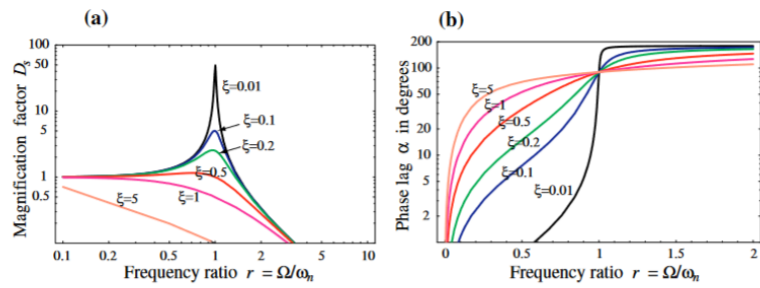 (a)
Magnification factor D_s
100
50
10
5
1
0.5
ξ=0.01
ξ=0.1
ξ=0.2
ξ=0.5
ξ=1
ξ=5
0.1 0.2 0.5 1 2 5 10
Frequency ratio r = Ω/ω_n
(b)
Phase lag α in degrees
200
100
50
20
10
5
2
ξ=5
ξ=1
ξ=0.5
ξ=0.2
ξ=0.1
ξ=0.01
0 0.5 1 1.5 2
Frequency ratio r = Ω/ω_n